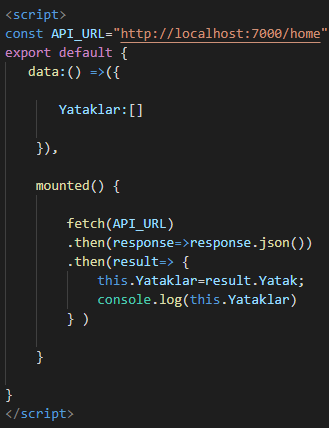 <script>
const API_URL="http://localhost:7000/home"
export default {
data:() =>({
Yataklar:[]
}),
mounted() {
fetch(API_URL)
.then(response=>response.json())
.then(result=> {
this.Yataklar=result.Yatak;
console.log(this.Yataklar)
} )
}
}
</script>